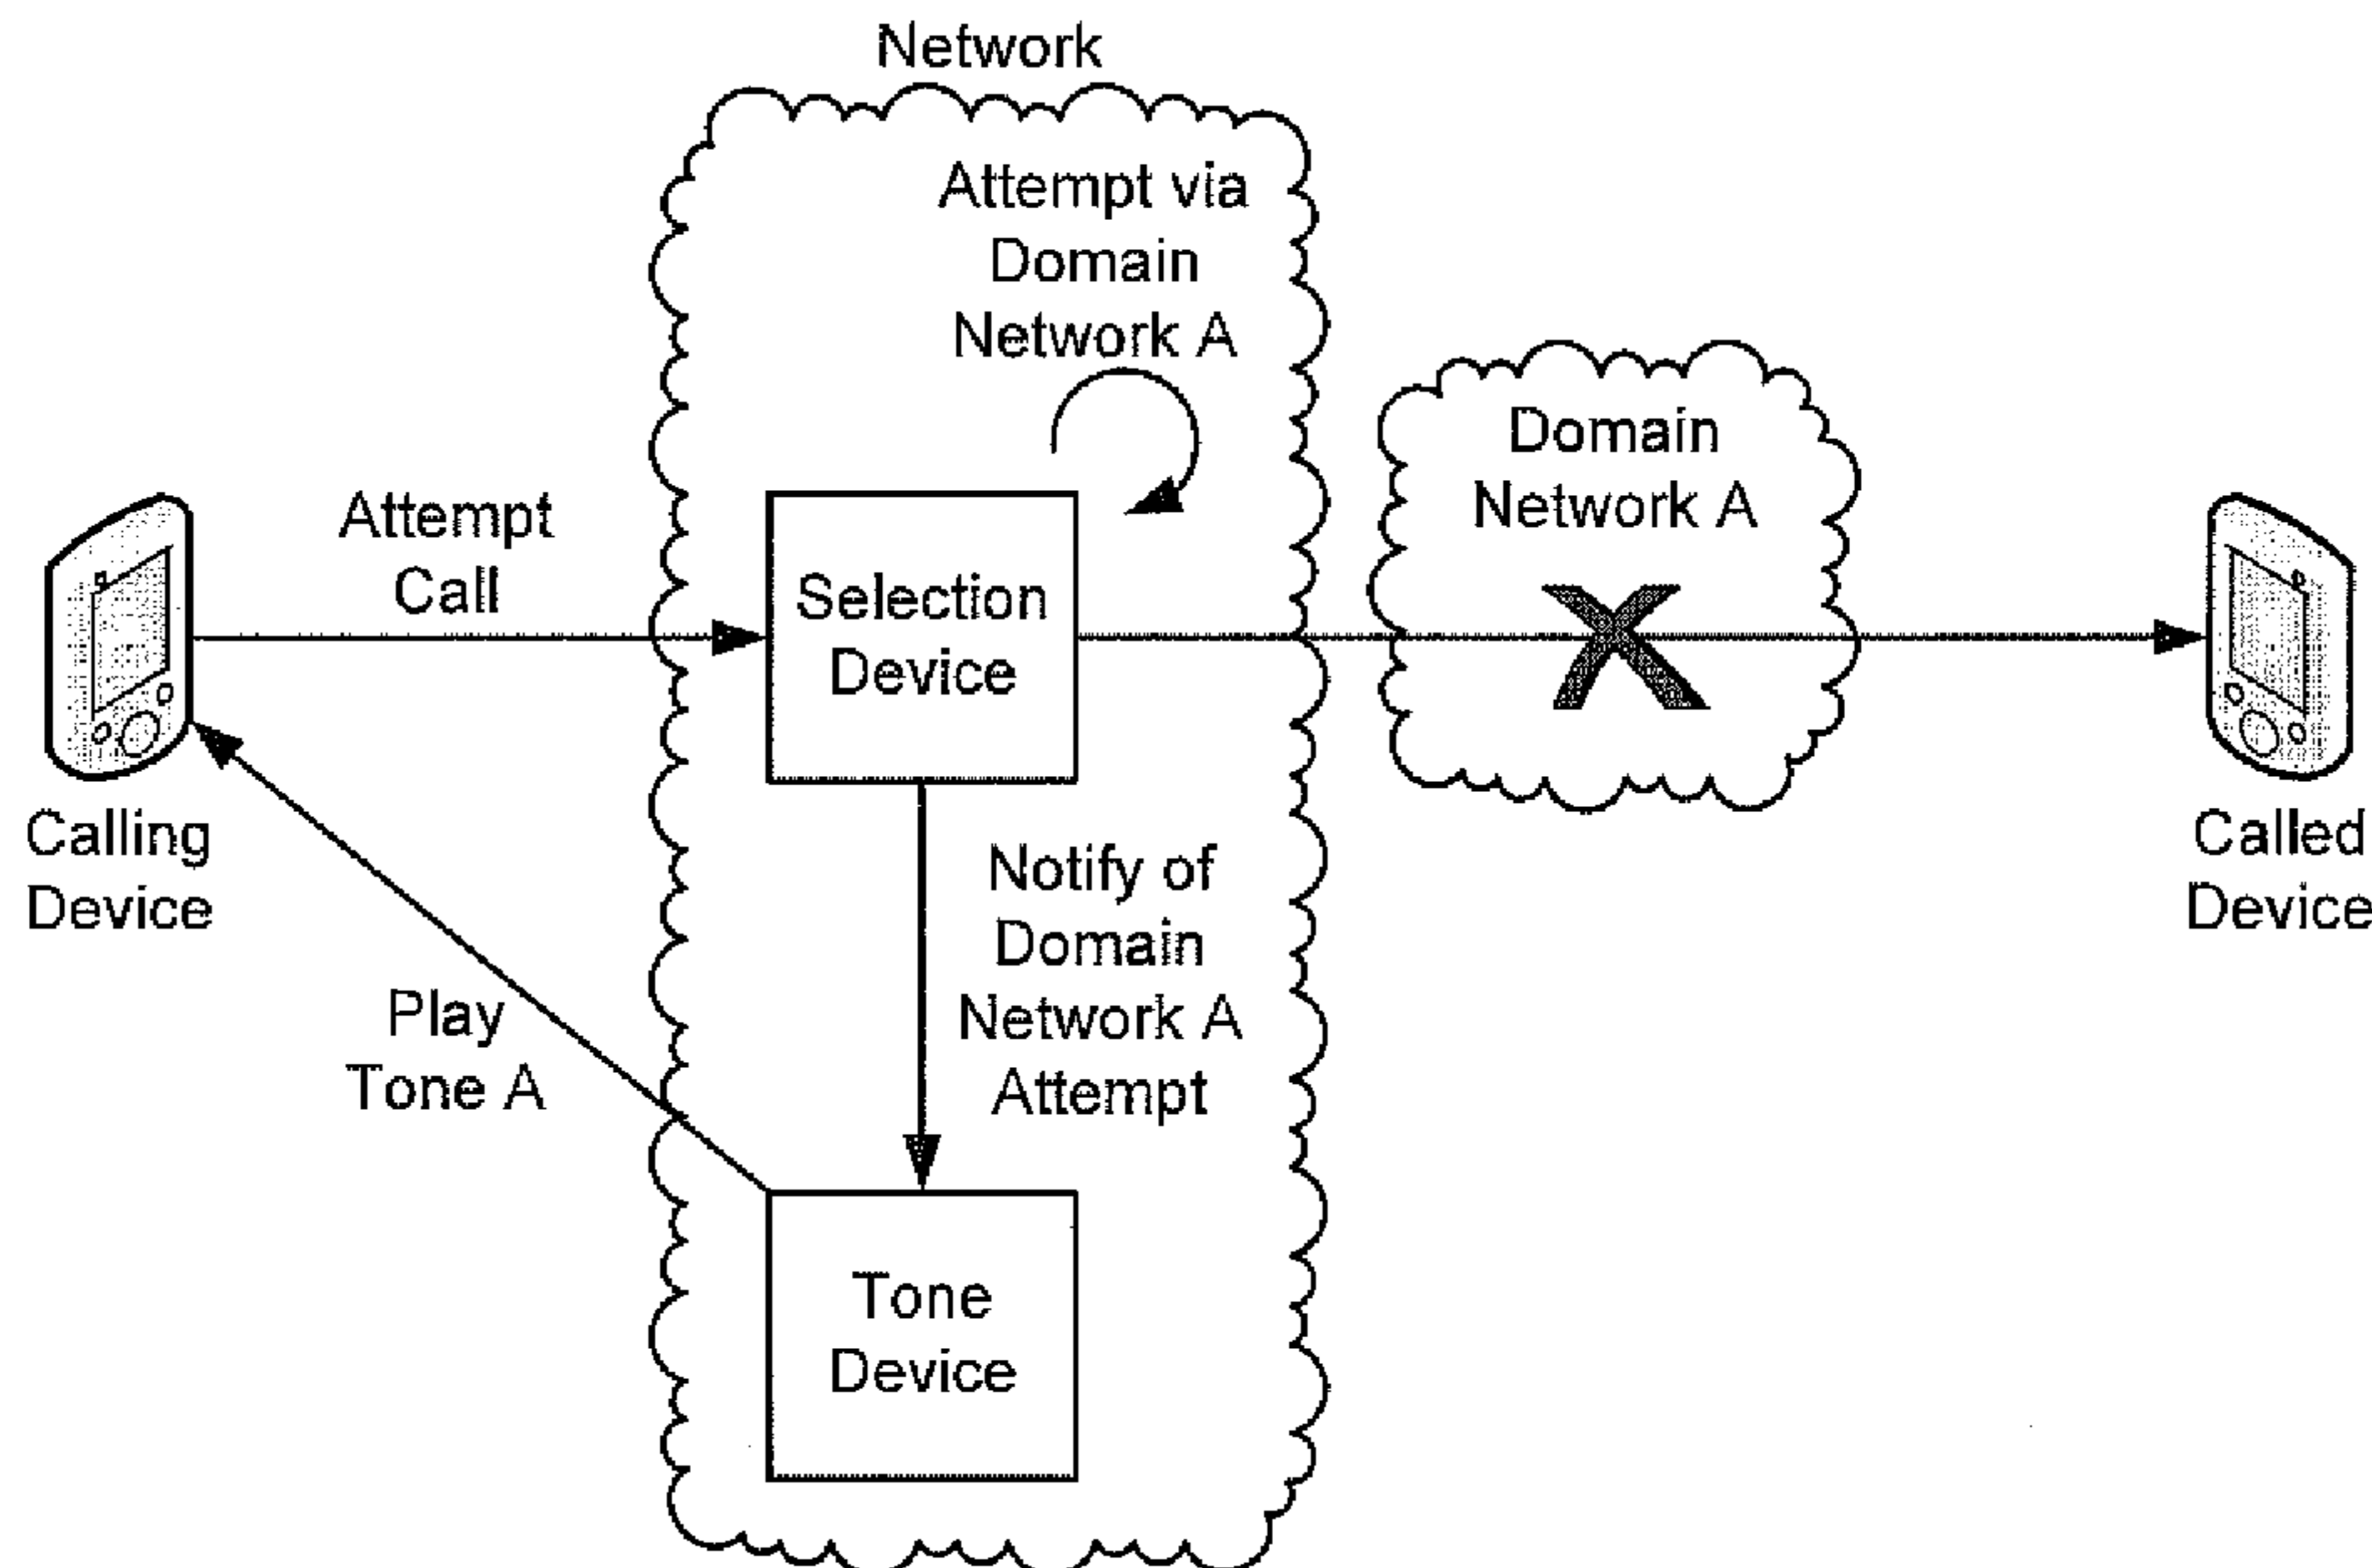 Network
Attempt via
Domain
Network A
Domain
Network A
Attempt
Call
Selection
Device
Calling
Device
Called
Device
Notify of
Domain
Network A
Attempt
Play
Tone A
Tone
Device